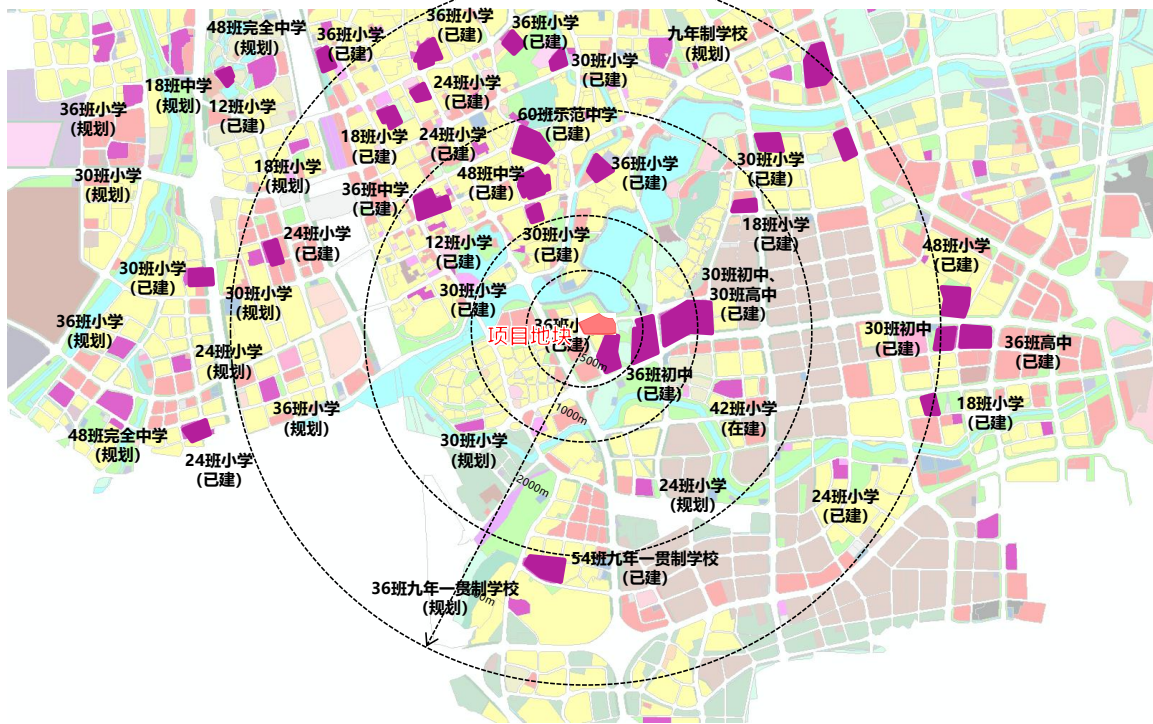 36班小学
(已建)
36班小学
(已建)
48班完全中学
(规划)
36班小学
(已建)
九年制学校
(规划)
30班小学
(已建)
18班中学
(规划)
24班小学
(已建)
36班小学
(规划)
12班小学
(已建)
60班示范中学
(已建)
18班小学
(已建)
24班小学
(已建)
36班小学
(已建)
30班小学
(已建)
18班小学
(规划)
48班中学
(已建)
30班小学
(规划)
36班中学
(已建)
18班小学
(已建)
24班小学
(已建)
12班小学
(已建)
30班小学
(已建)
48班小学
(已建)
30班小学
(已建)
30班初中、
30班高中
(已建)
30班小学
(规划)
30班小学
(已建)
36班小学
(规划)
36班小
(已建)
项目地块
30班初中
(已建)
36班高中
(已建)
24班小学
(规划)
500m
36班初中
(已建)
36班小学
(规划)
1000m
42班小学
(在建)
18班小学
(已建)
48班完全中学
(规划)
30班小学
(规划)
24班小学
(已建)
2000m
24班小学
(规划)
24班小学
(已建)
54班九年一贯制学校
(已建)
36班九年一贯制学校
(规划)